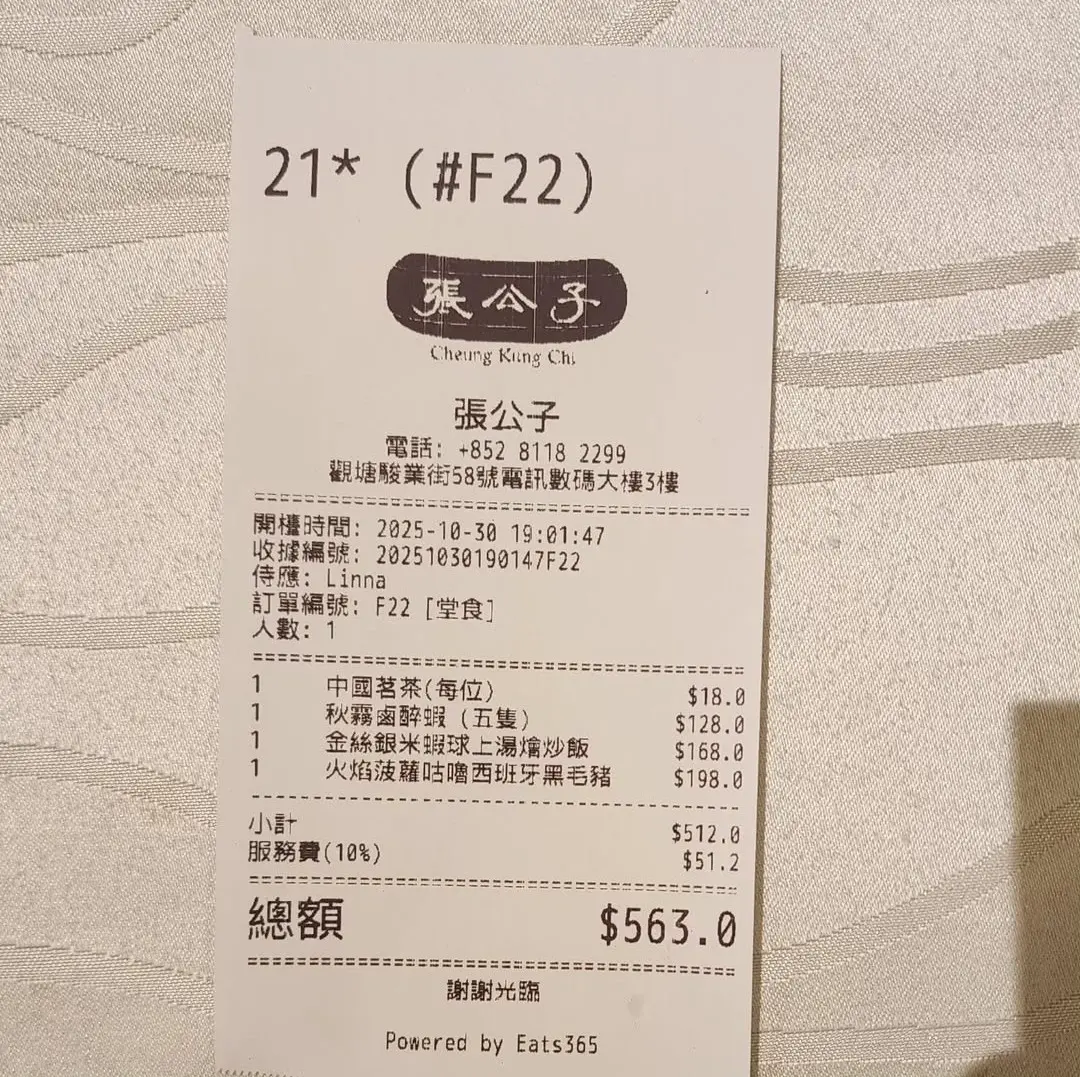 21* (#F22)
張公子
Cheung Kung Chi
張公子
電話: +852 8118 2299
觀塘駿業街58號電訊數碼大樓3樓
開檯時間: 2025-10-30 19:01:47
收據編號: 20251030190147F22
侍應: Linna
訂單編號: F22 [堂食]
人數: 1
1 中國茗茶(每位) $18.0
1 秋霧鹵醉蝦 (五隻) $128.0
1 金絲銀米蝦球上湯燴炒飯 $168.0
1 火焰菠蘿咕嚕西班牙黑毛豬 $198.0
小計 $512.0
服務費(10%) $51.2
總額 $563.0
謝謝光臨
Powered by Eats365